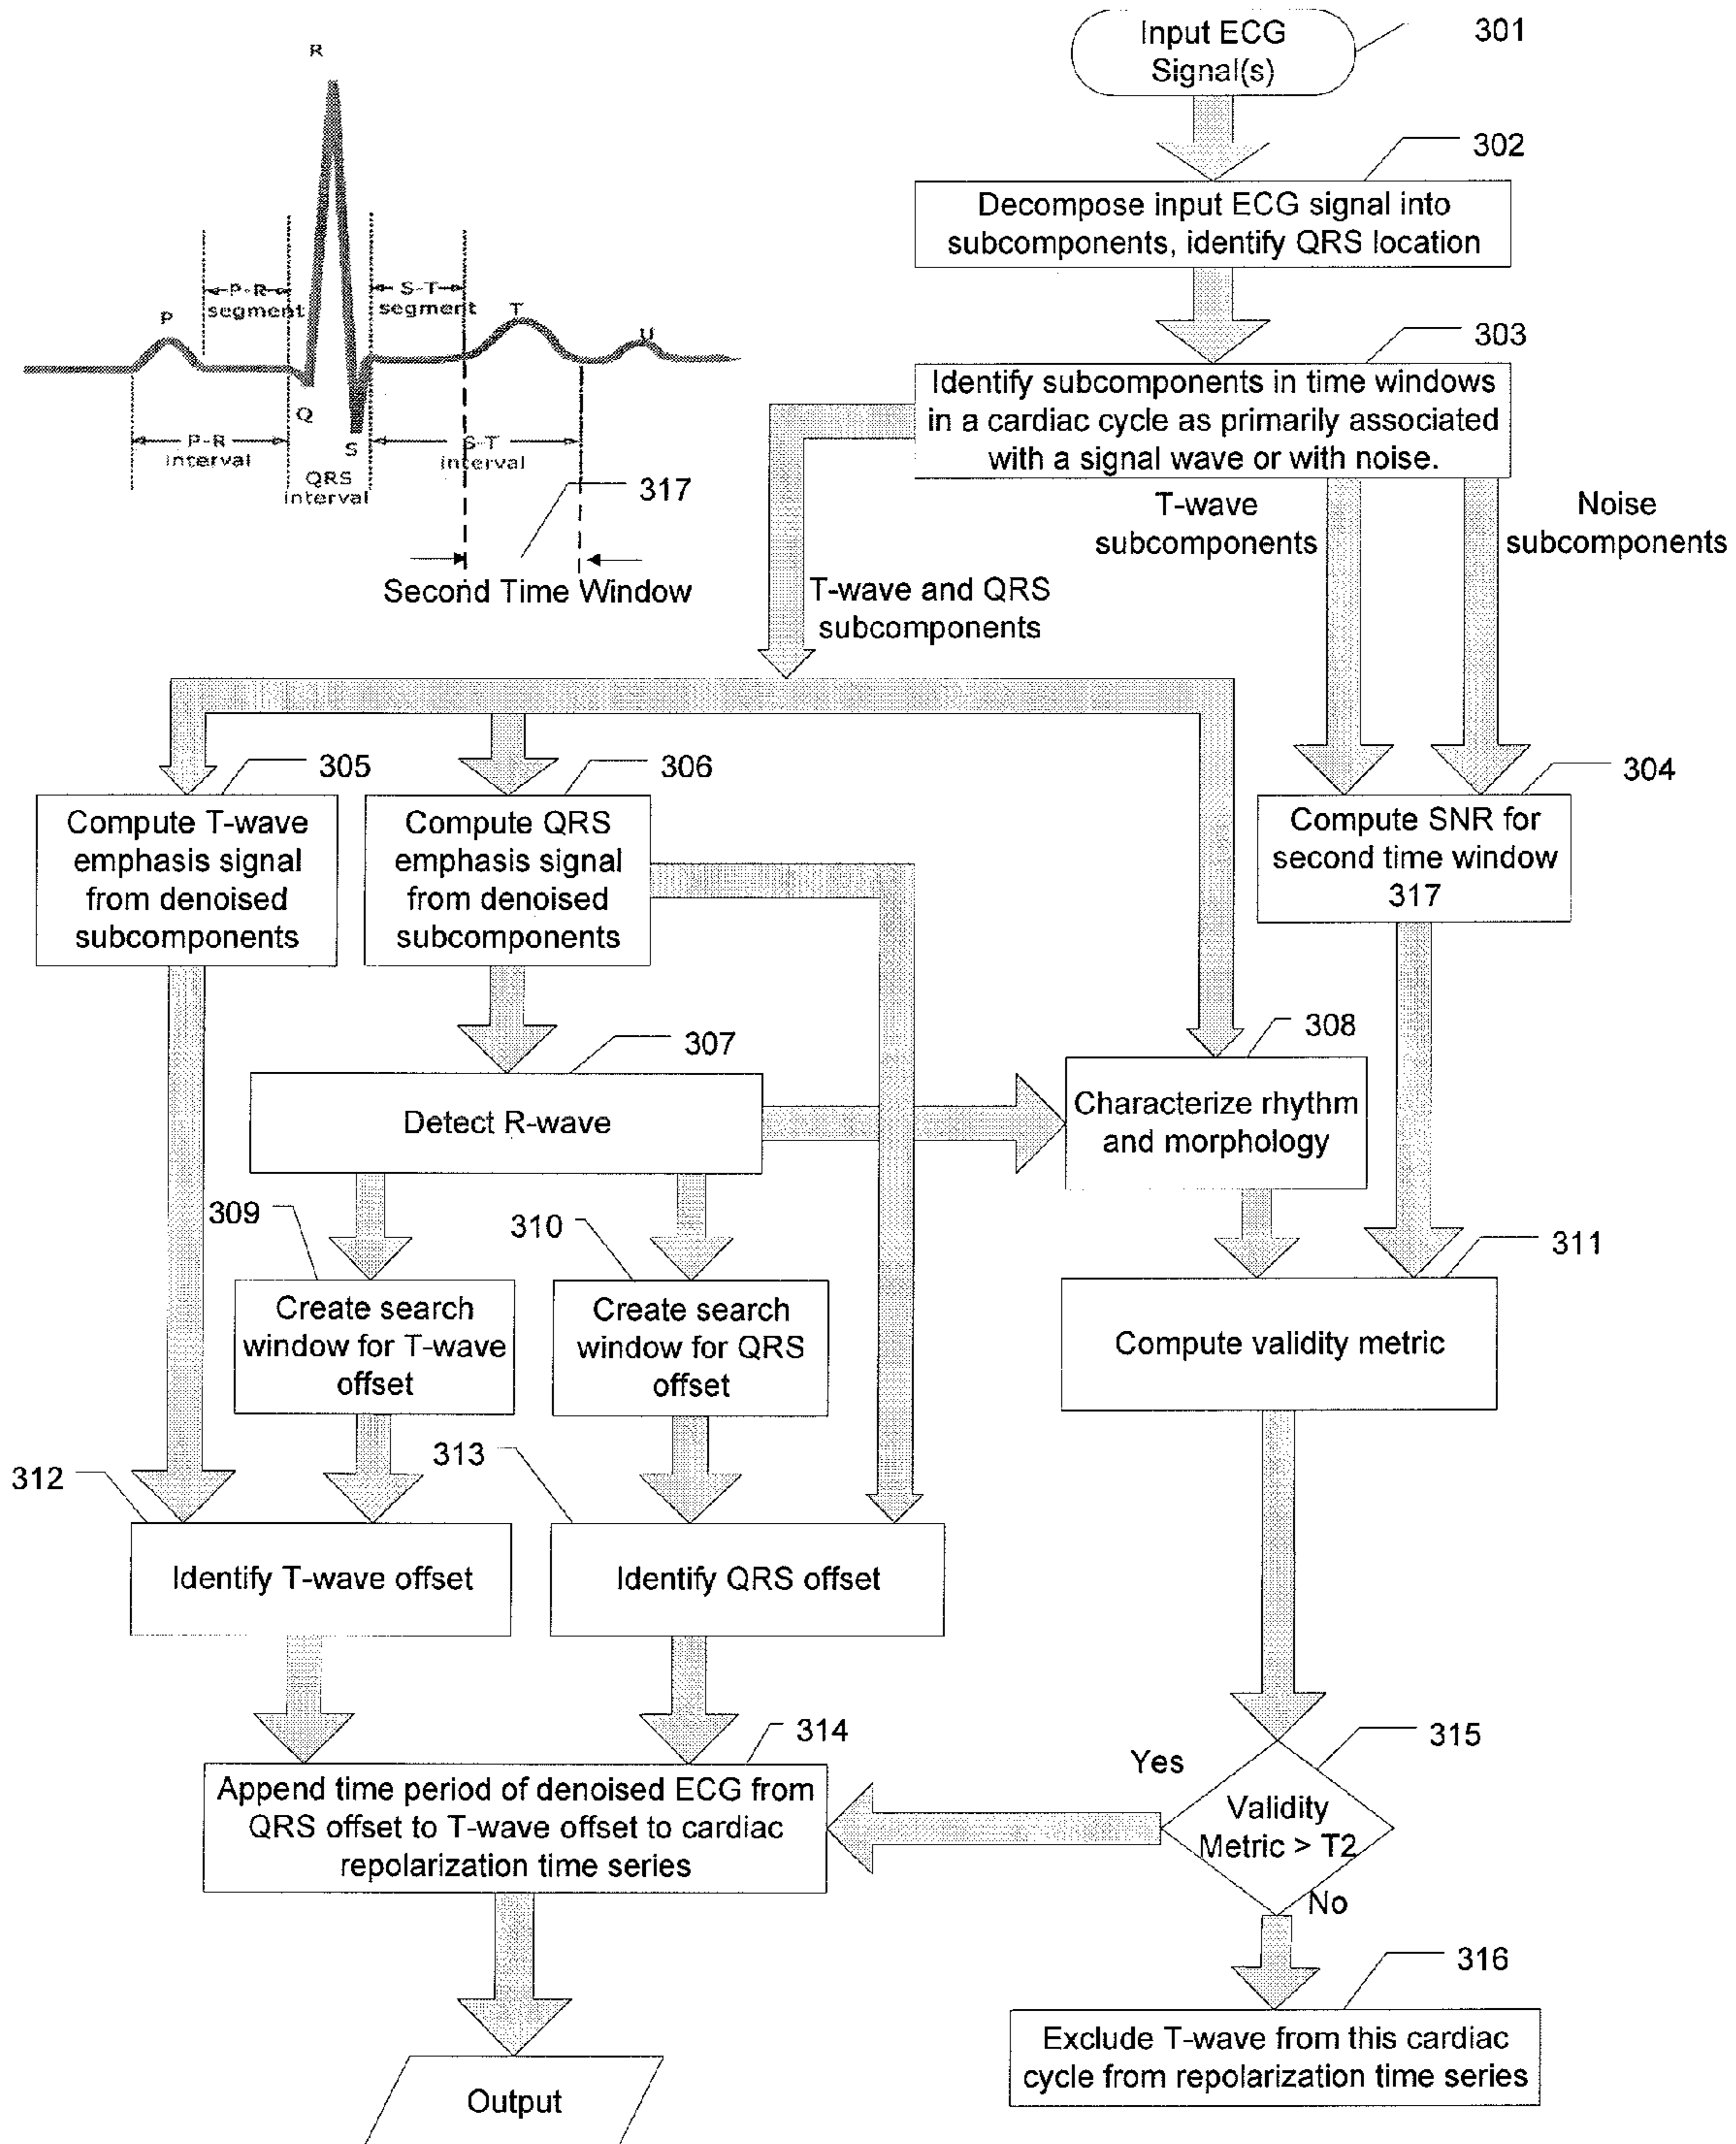 Input ECG
Signal(s)
301
302
Decompose input ECG signal into
subcomponents, identify QRS location
303
Identify subcomponents in time windows
in a cardiac cycle as primarily associated
with a signal wave or with noise.
R
P-R
segment
S-T
segment
P
T
U
Q
S
P-R
interval
S-T
interval
QRS
interval
317
Second Time Window
T-wave
subcomponents
Noise
subcomponents
T-wave and QRS
subcomponents
305
306
304
Compute T-wave
emphasis signal
from denoised
subcomponents
Compute QRS
emphasis signal
from denoised
subcomponents
Compute SNR for
second time window
317
307
308
Detect R-wave
Characterize rhythm
and morphology
309
310
311
Create search
window for T-wave
offset
Create search
window for QRS
offset
Compute validity metric
312
313
Identify T-wave offset
Identify QRS offset
314
315
Append time period of denoised ECG from
QRS offset to T-wave offset to cardiac
repolarization time series
Yes
Validity
Metric > T2
No
316
Exclude T-wave from this cardiac
cycle from repolarization time series
Output